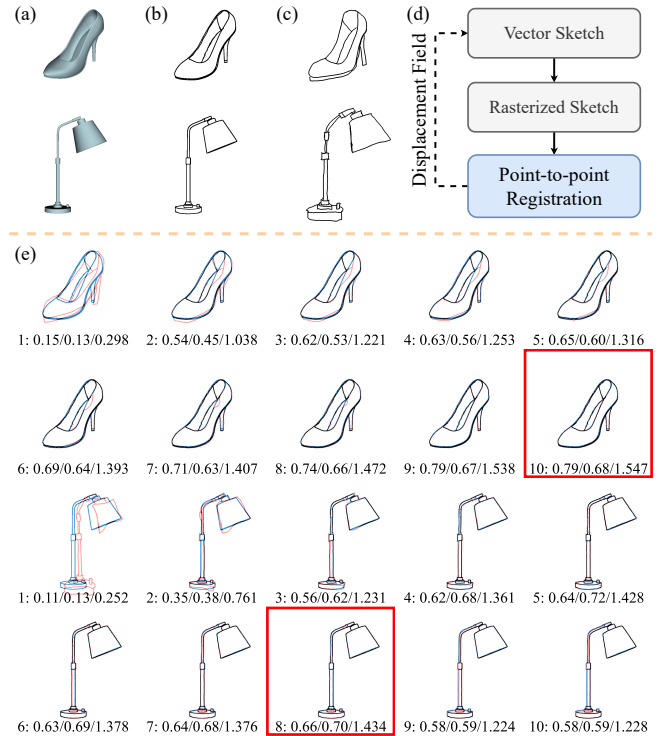 (a) (b) (c) (d)
Vector Sketch
Rasterized Sketch
Point-to-point
Registration
Displacement Field
(e)
1: 0.15/0.13/0.298 2: 0.54/0.45/1.038 3: 0.62/0.53/1.221 4: 0.63/0.56/1.253 5: 0.65/0.60/1.316
6: 0.69/0.64/1.393 7: 0.71/0.63/1.407 8: 0.74/0.66/1.472 9: 0.79/0.67/1.538 10: 0.79/0.68/1.547
1: 0.11/0.13/0.252 2: 0.35/0.38/0.761 3: 0.56/0.62/1.231 4: 0.62/0.68/1.361 5: 0.64/0.72/1.428
6: 0.63/0.69/1.378 7: 0.64/0.68/1.376 8: 0.66/0.70/1.434 9: 0.58/0.59/1.224 10: 0.58/0.59/1.228